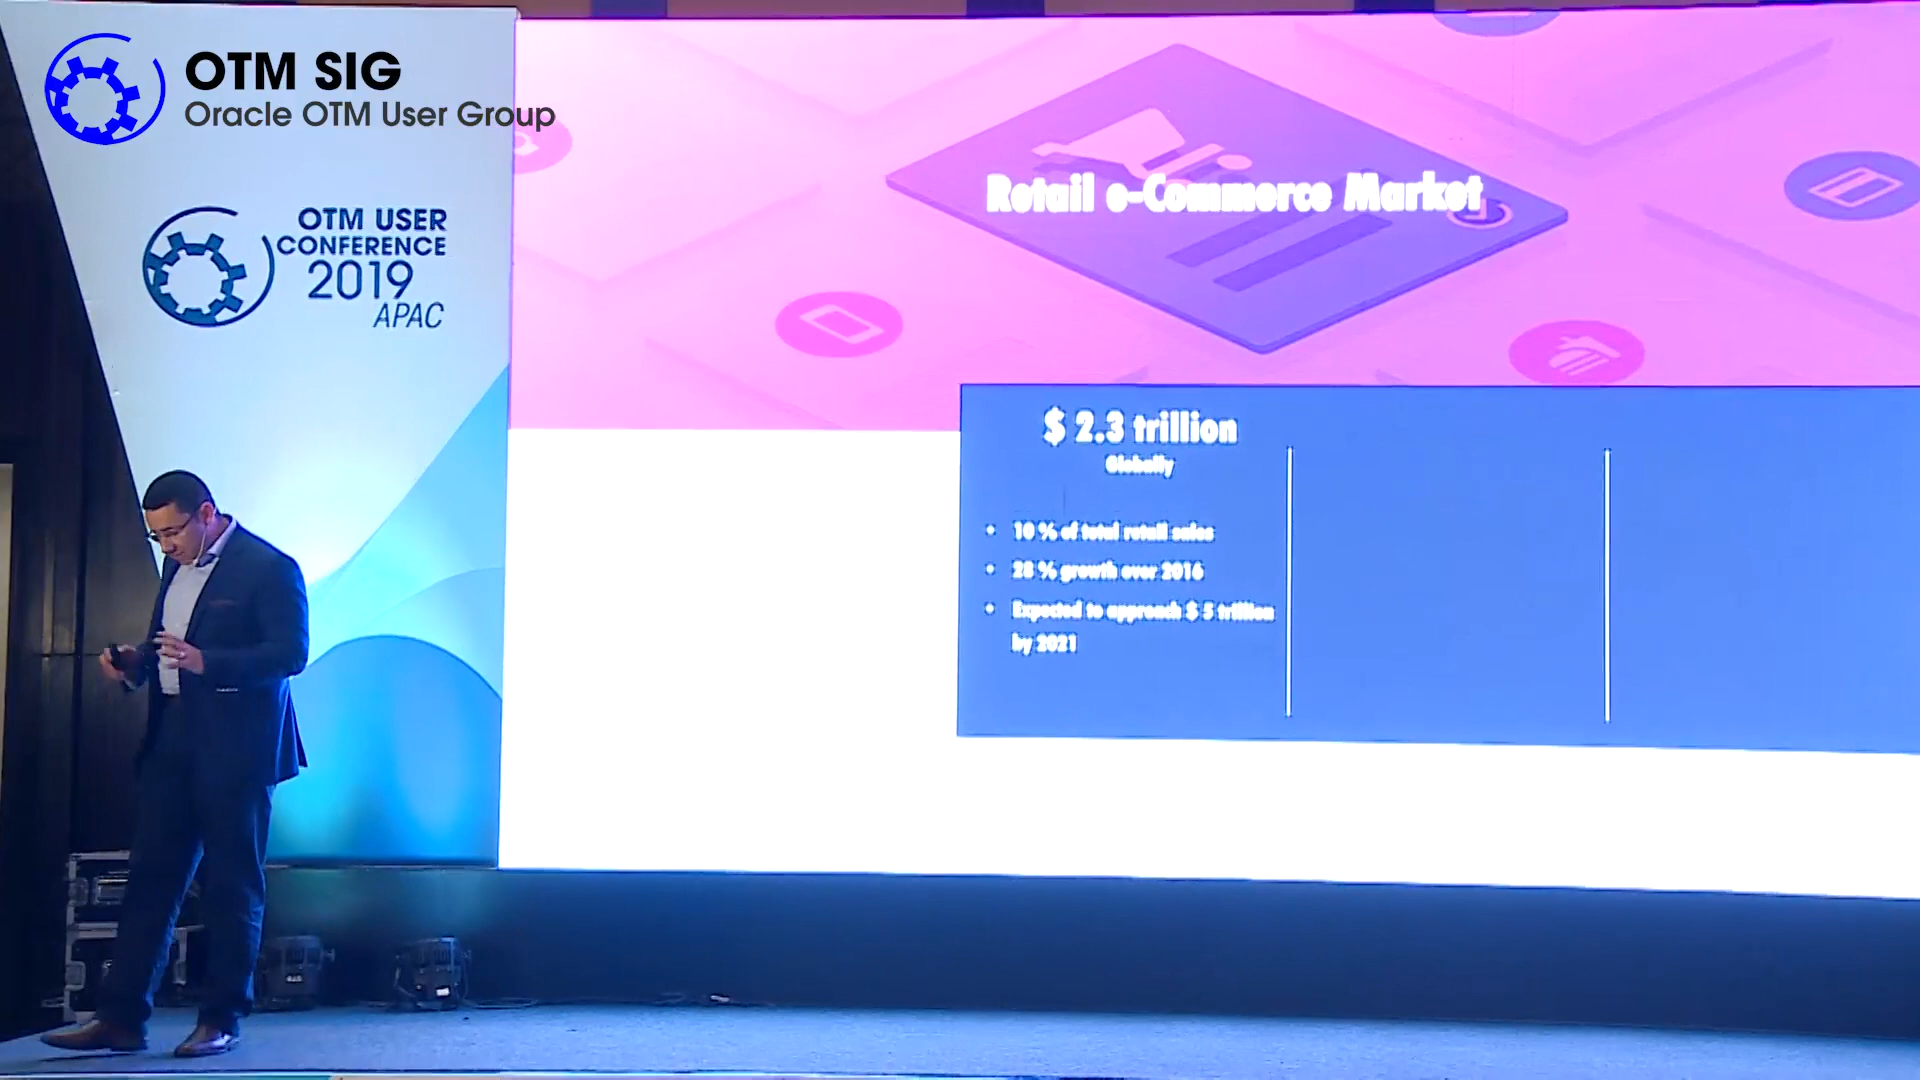 OTM SIG
Oracle OTM User Group
OTM USER
CONFERENCE
2019
APAC
Retail e-Commerce Market
$ 2.3 trillion
Globally
• 10 % of total retail sales
• 28 % growth over 2016
• Expected to approach $ 5 trillion
by 2021